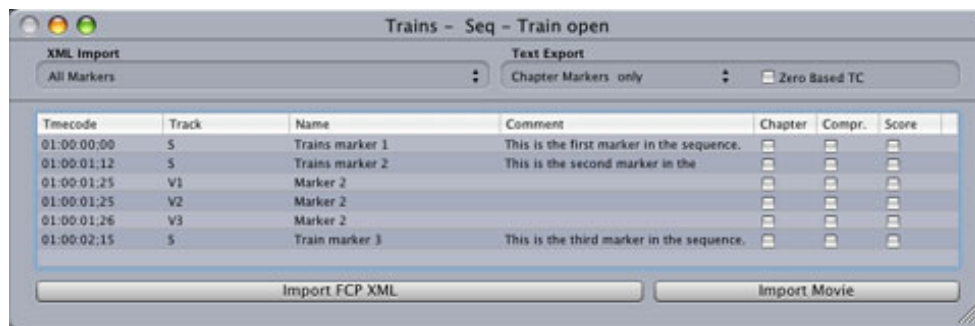 Trains - Seq - Train open
XML Import Text Export
All Markers Chapter Markers only Zero Based TC
Tmecode Track Name Comment Chapter Compr. Score
01:00:00;00 S Trains marker 1 This is the first marker in the sequence.
01:00:01;12 S Trains marker 2 This is the second marker in the
01:00:01;25 V1 Marker 2
01:00:01;25 V2 Marker 2
01:00:01;26 V3 Marker 2
01:00:02;15 S Train marker 3 This is the third marker in the sequence.
Import FCP XML Import Movie